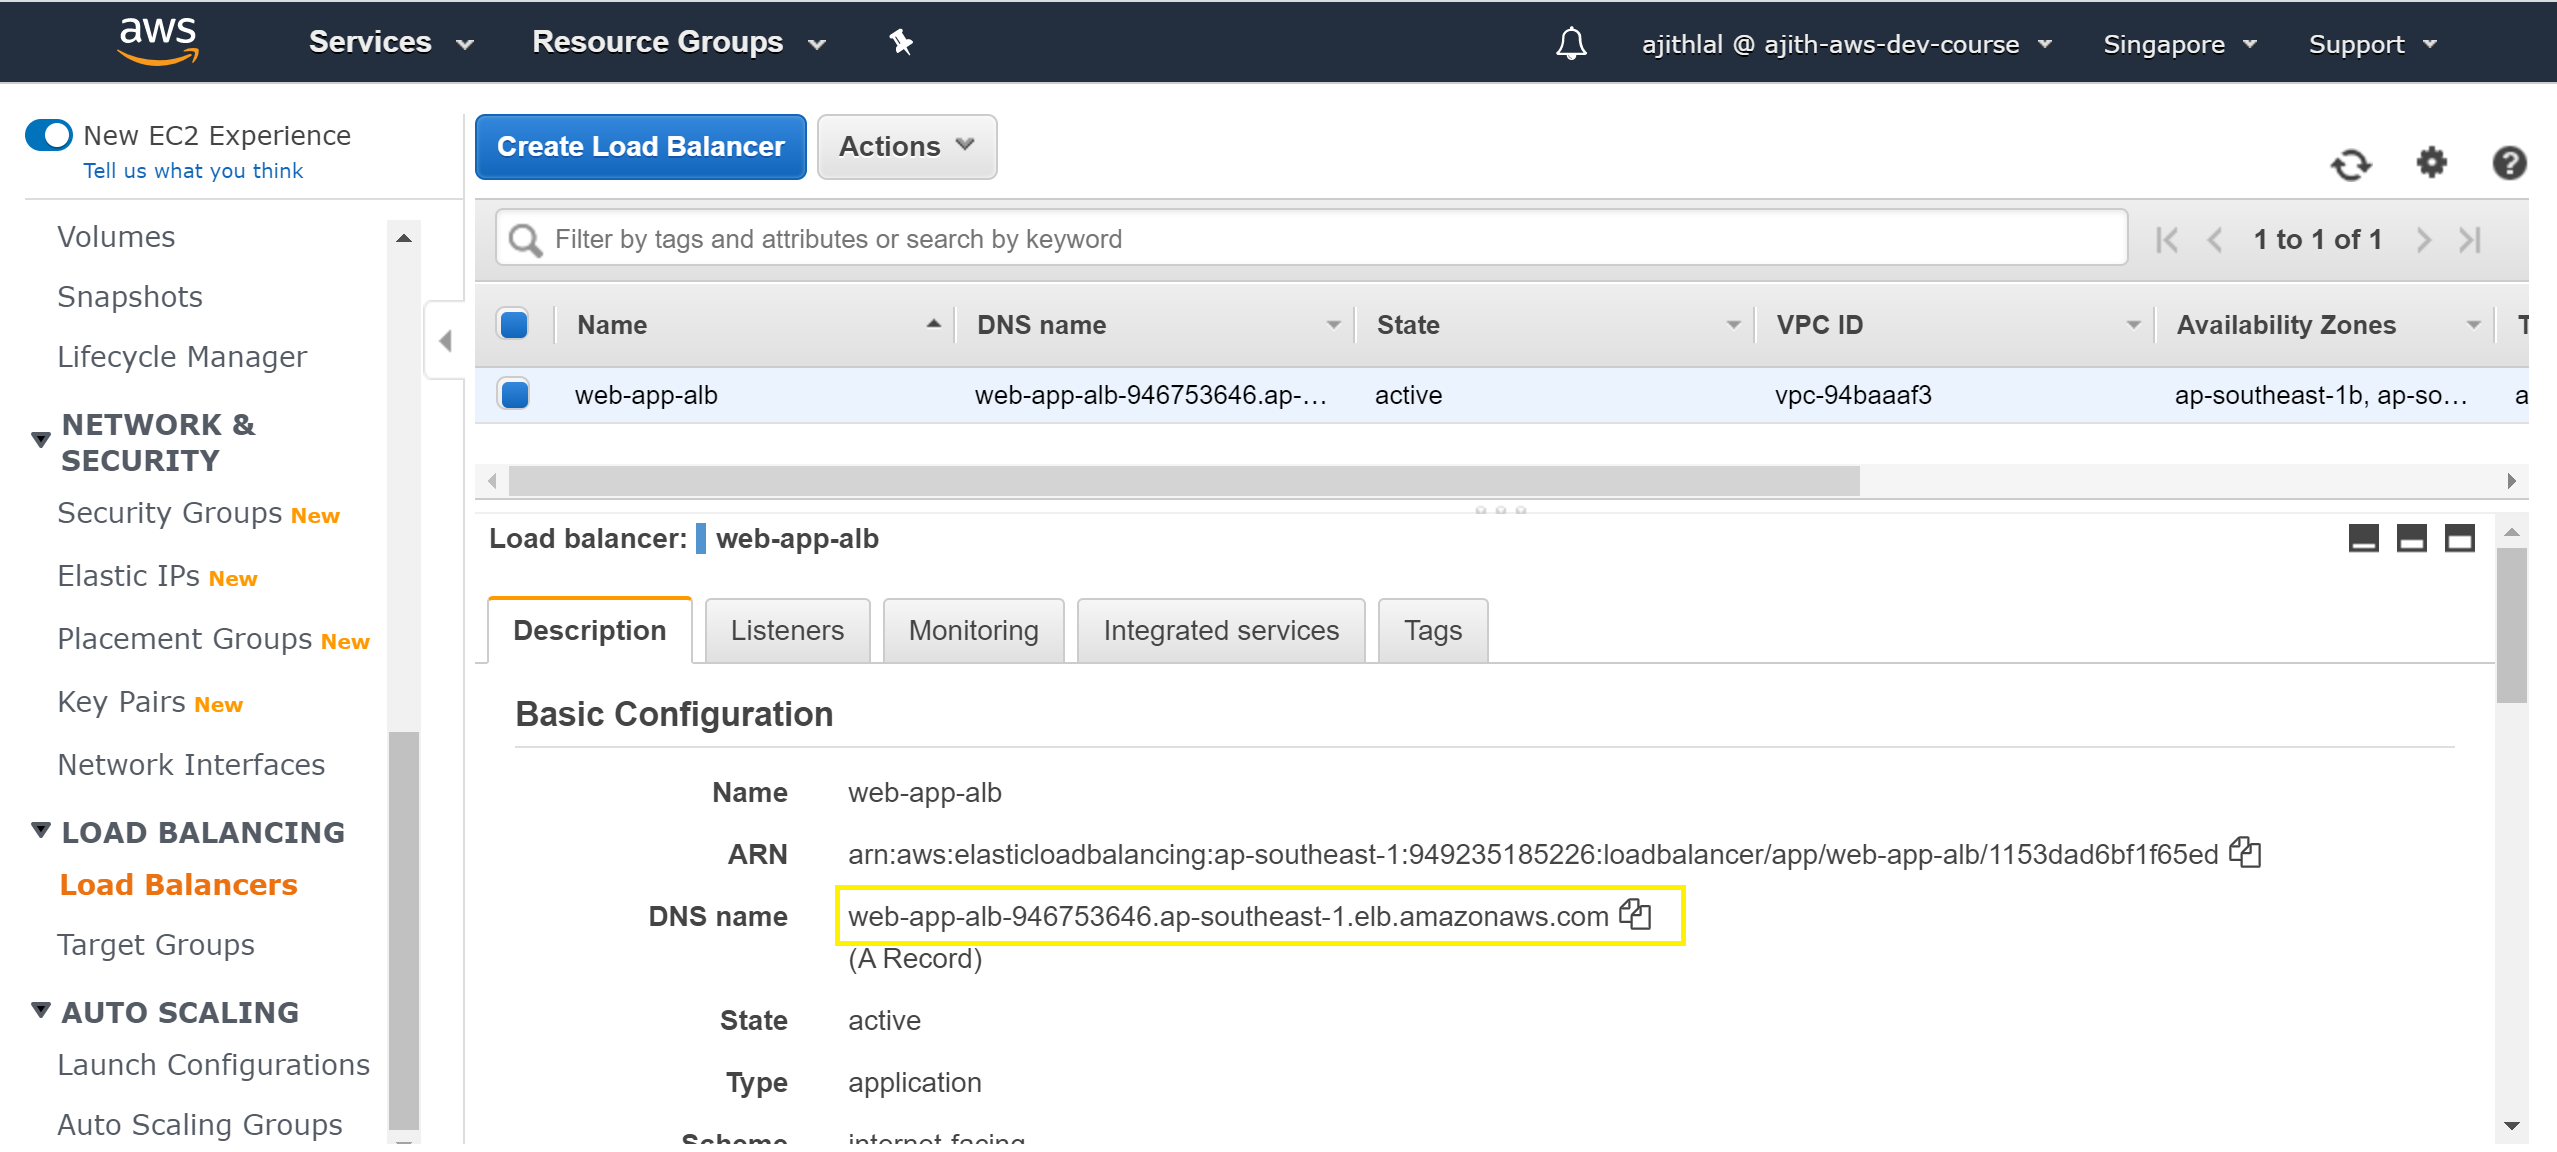 aws Services Resource Groups ajithlal @ ajith-aws-dev-course Singapore Support
New EC2 Experience
Tell us what you think
Volumes
Snapshots
Lifecycle Manager
NETWORK &
SECURITY
Security Groups New
Elastic IPs New
Placement Groups New
Key Pairs New
Network Interfaces
LOAD BALANCING
Load Balancers
Target Groups
AUTO SCALING
Launch Configurations
Auto Scaling Groups
Create Load Balancer Actions
Filter by tags and attributes or search by keyword 1 to 1 of 1
Name DNS name State VPC ID Availability Zones T
web-app-alb web-app-alb-946753646.ap-... active vpc-94baaaf3 ap-southeast-1b, ap-so... a
Load balancer: web-app-alb
Description Listeners Monitoring Integrated services Tags
Basic Configuration
Name web-app-alb
ARN arn:aws:elasticloadbalancing:ap-southeast-1:949235185226:loadbalancer/app/web-app-alb/1153dad6bf1f65ed
DNS name web-app-alb-946753646.ap-southeast-1.elb.amazonaws.com
(A Record)
State active
Type application
Scheme internet-facing